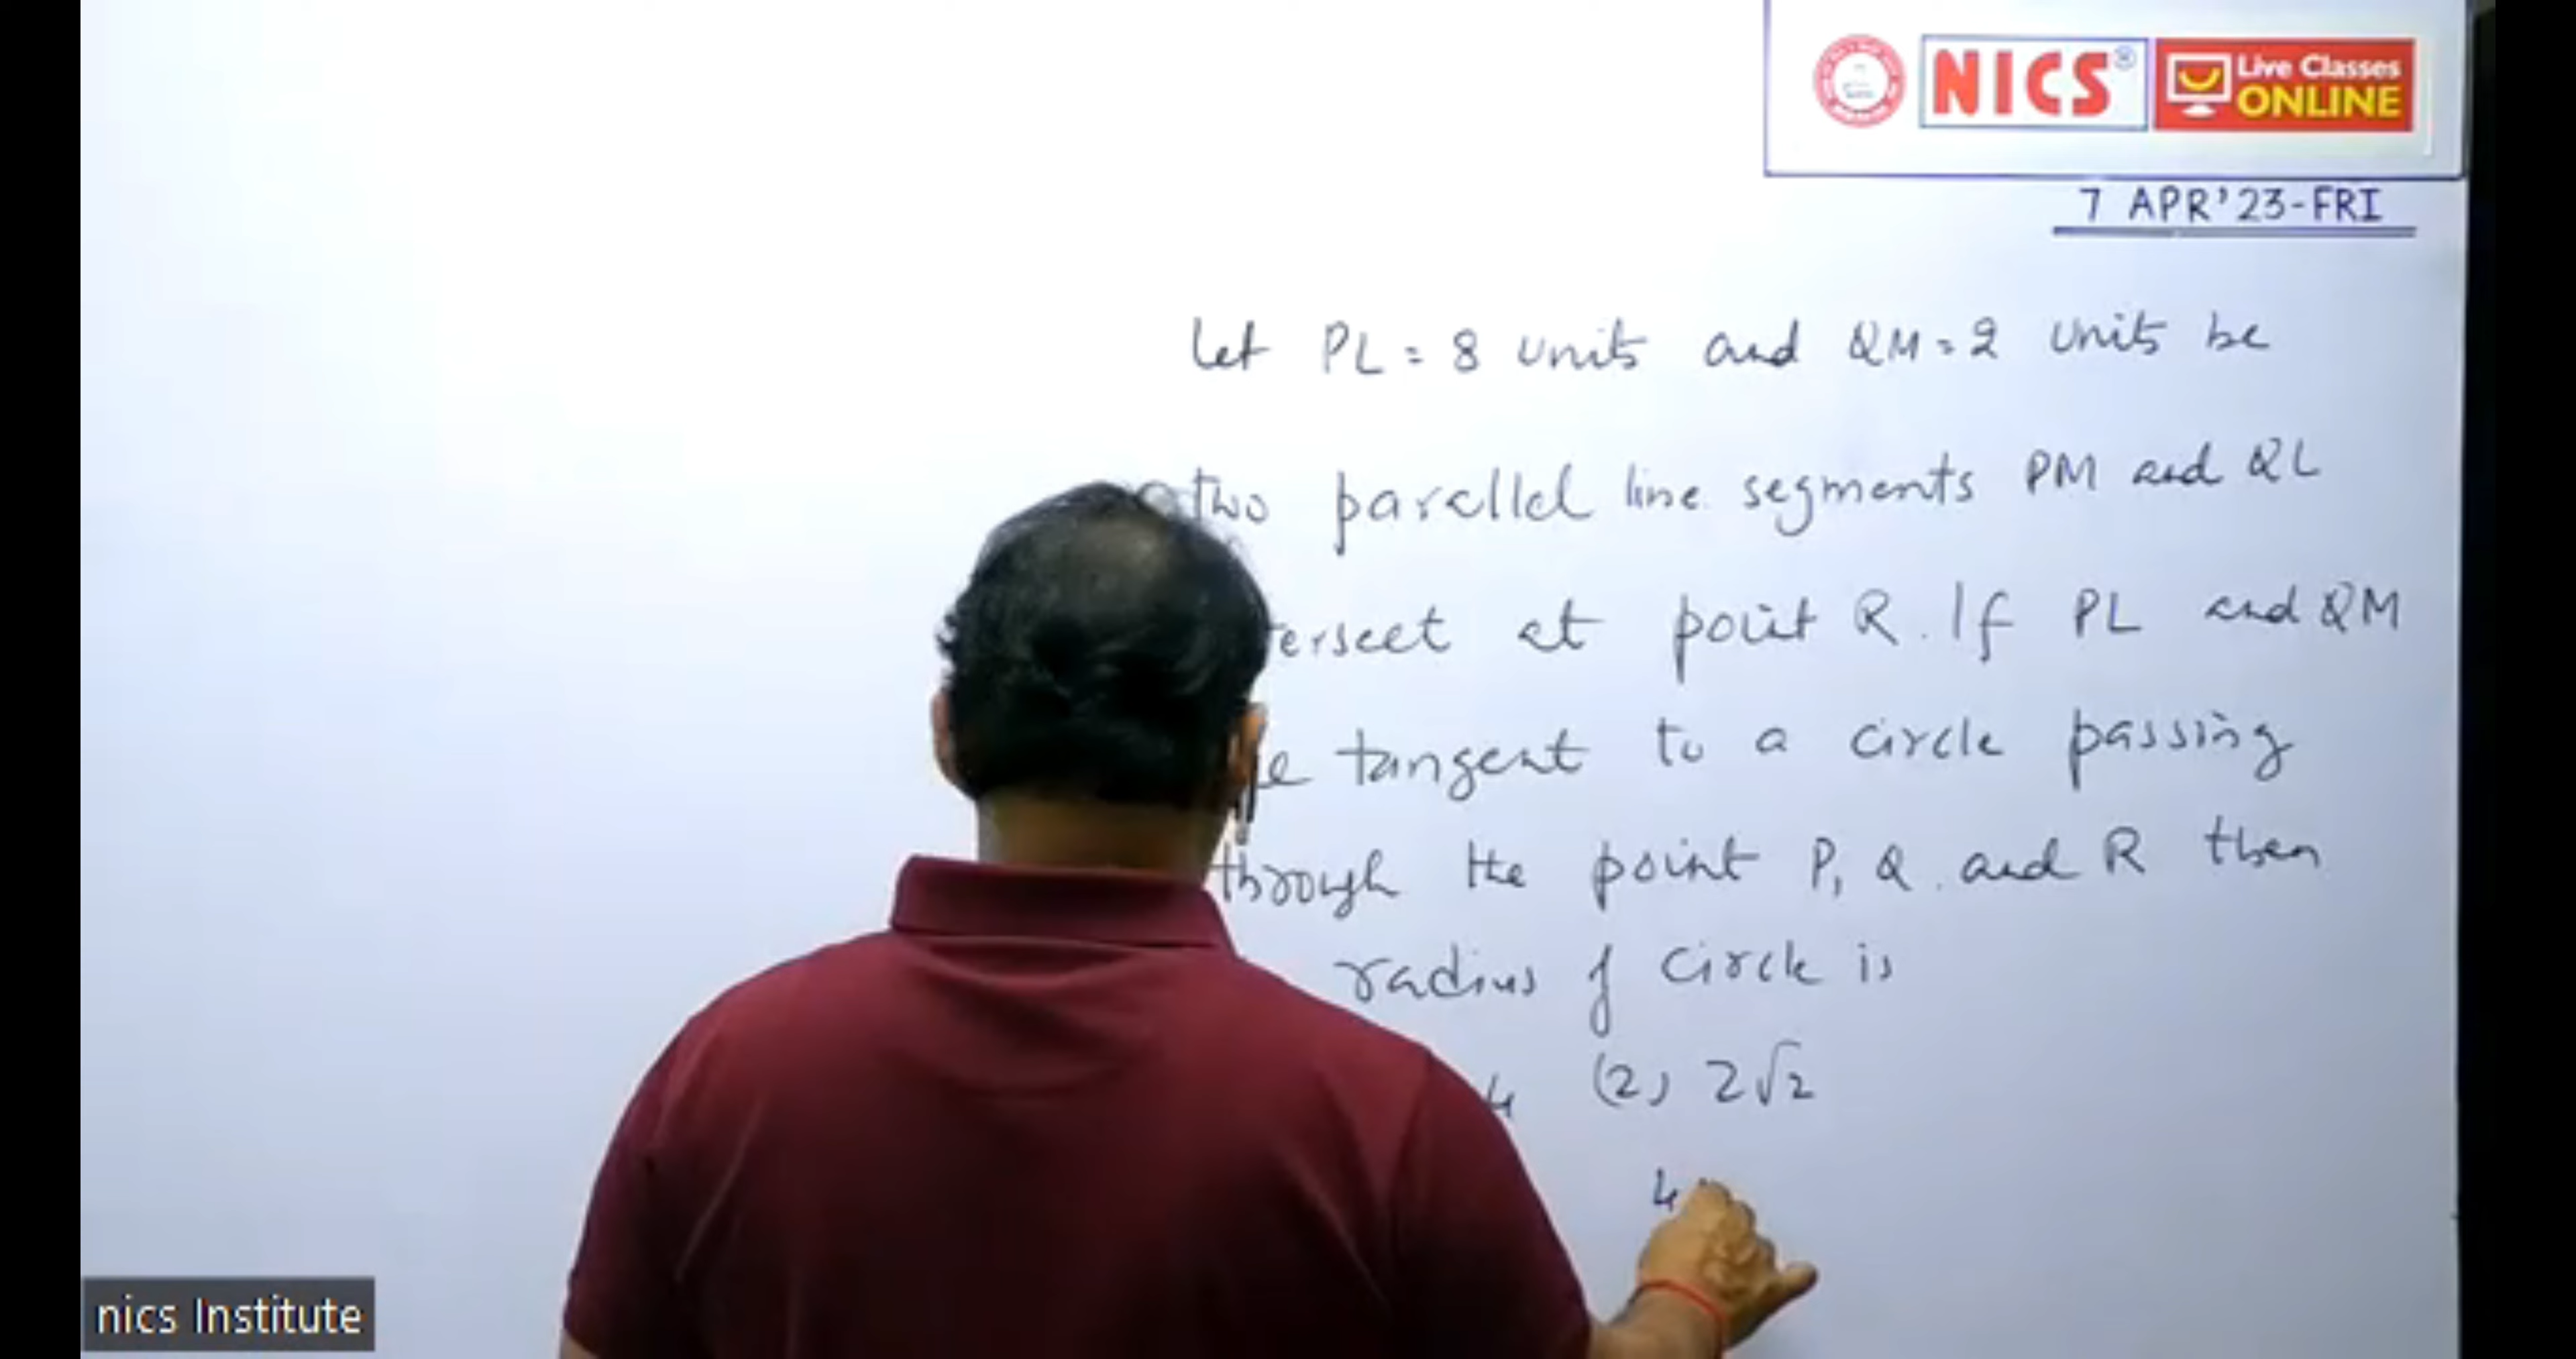 NICS®
Live Classes
ONLINE
7 APR'23-FRI
Let PL = 8 units and QM = 2 units be
two parallel line segments PM and QL
at point R. If PL and QM
tangent to a circle passing
through the point P, Q and R then
radius of circle is
4 (2) 2√2
4
nics Institute